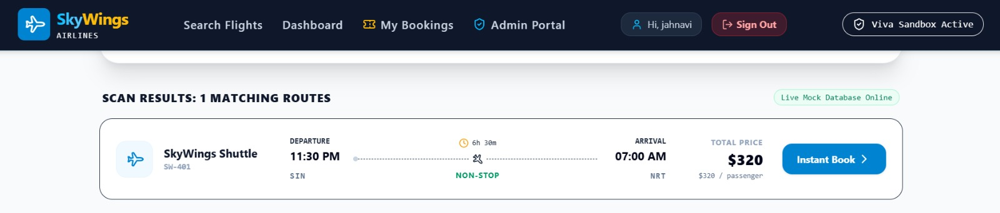 SkyWings
AIRLINES
Search Flights
Dashboard
My Bookings
Admin Portal
Hi, jahnavi
Sign Out
Viva Sandbox Active
SCAN RESULTS: 1 MATCHING ROUTES
Live Mock Database Online
SkyWings Shuttle
SW-401
DEPARTURE
11:30 PM
SIN
6h 30m
NON-STOP
ARRIVAL
07:00 AM
NRT
TOTAL PRICE
$320
$320 / passenger
Instant Book